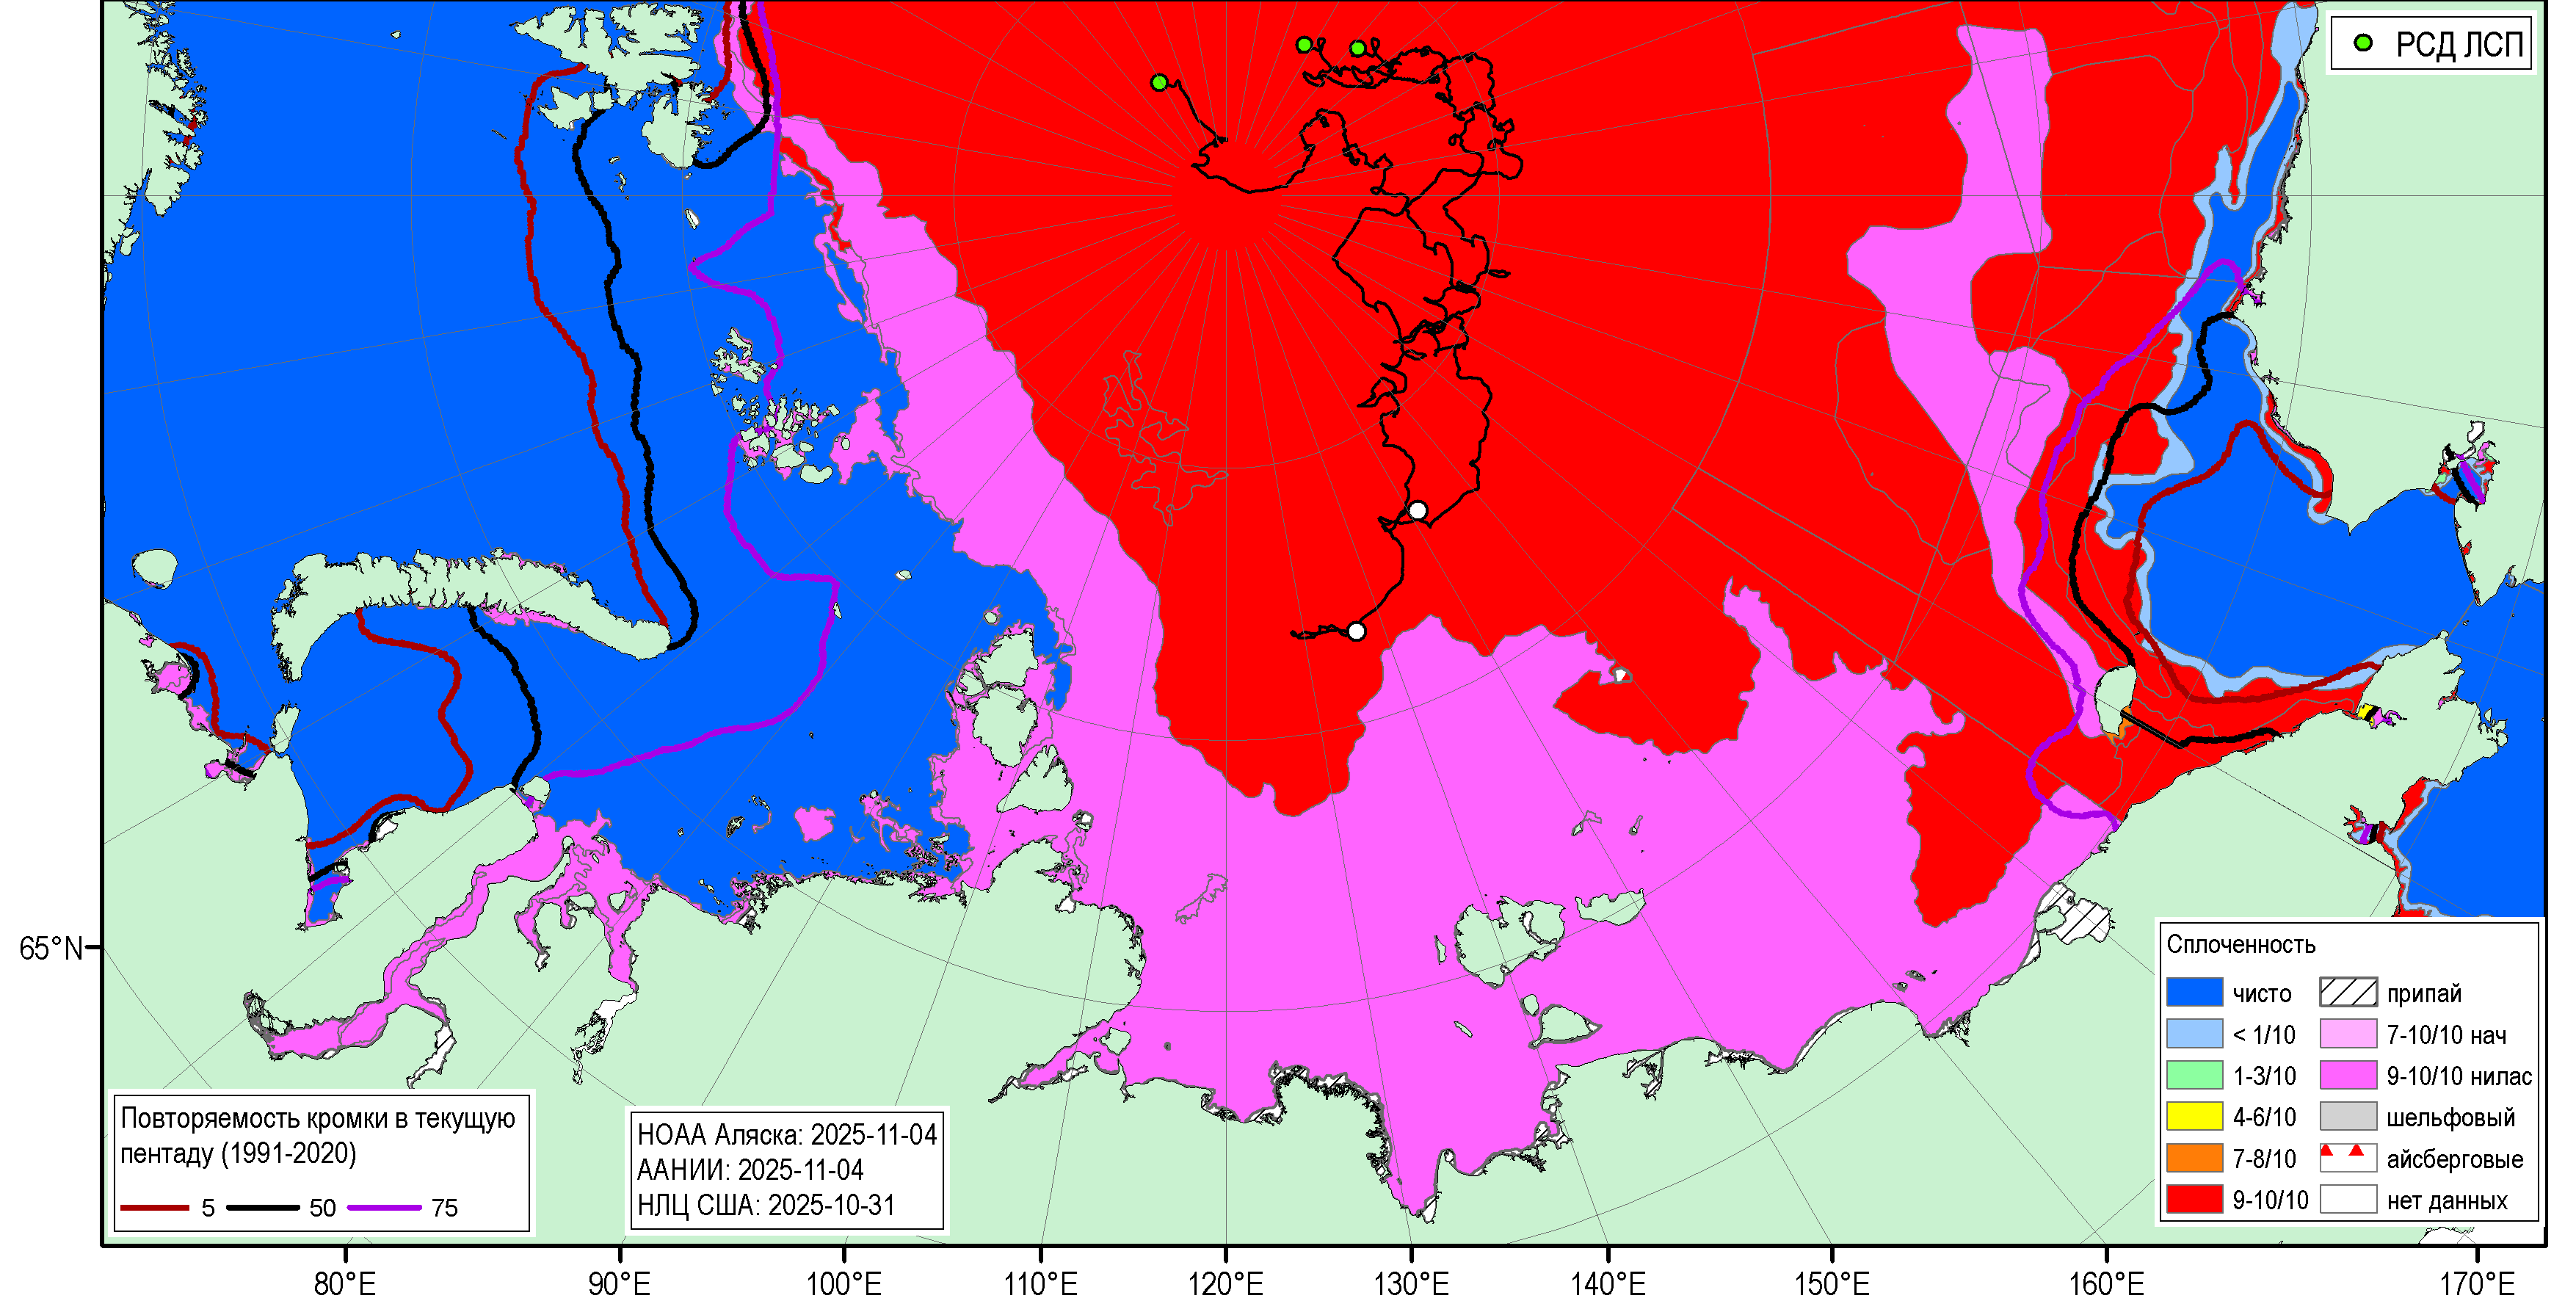 РСД ЛСП
65°N
Сплоченность
чисто
припай
< 1/10
7-10/10 нач
1-3/10
9-10/10 нилас
4-6/10
шельфовый
7-8/10
айсберговые
9-10/10
нет данных
Повторяемость кромки в текущую
пентаду (1991-2020)
5 50 75
НОАА Аляска: 2025-11-04
ААНИИ: 2025-11-04
НЛЦ США: 2025-10-31
80°E 90°E 100°E 110°E 120°E 130°E 140°E 150°E 160°E 170°E